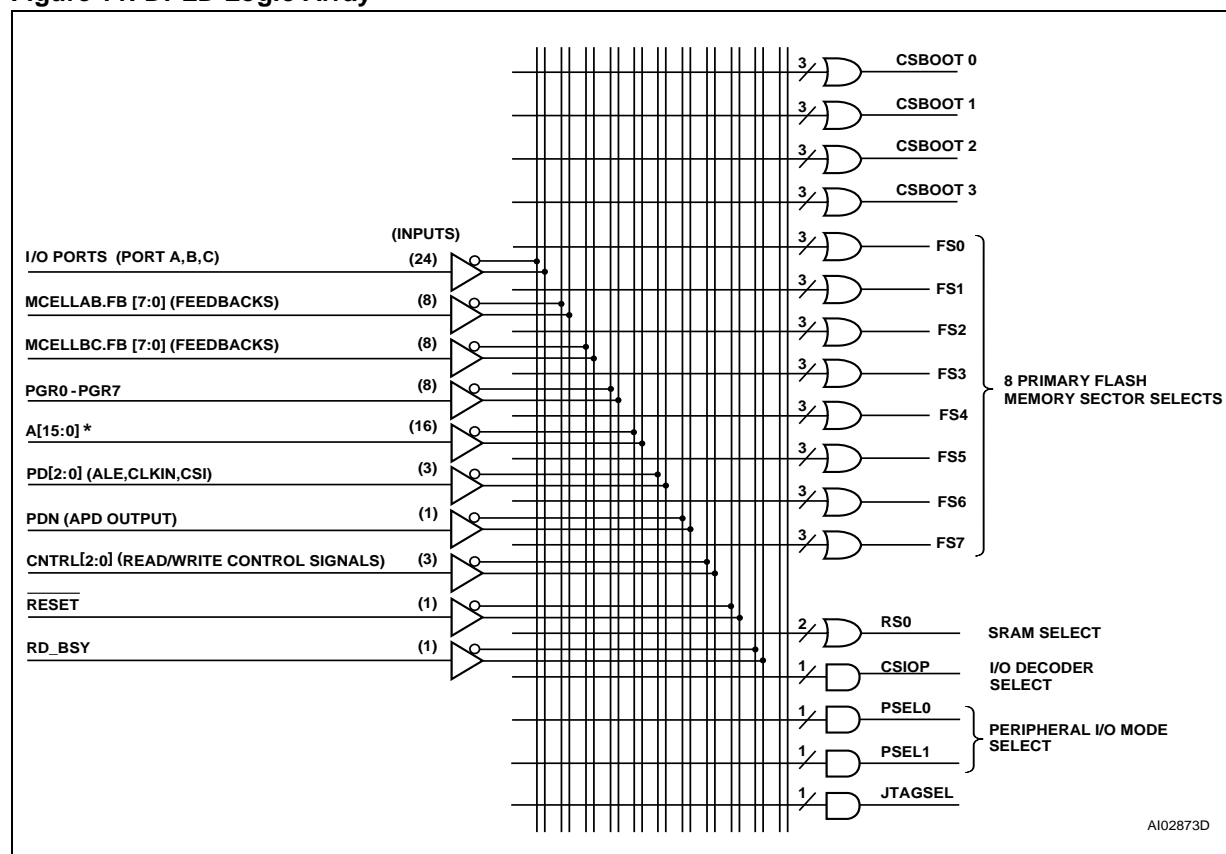 3 CSBOOT 0
3 CSBOOT 1
3 CSBOOT 2
3 CSBOOT 3
(INPUTS)
I/O PORTS (PORT A,B,C) (24)
MCELLAB.FB [7:0] (FEEDBACKS) (8)
MCELLBC.FB [7:0] (FEEDBACKS) (8)
PGR0 - PGR7 (8)
A[15:0] * (16)
PD[2:0] (ALE,CLKIN,CSI) (3)
PDN (APD OUTPUT) (1)
CNTRL[2:0] (READ/WRITE CONTROL SIGNALS) (3)
RESET (1)
RD_BSY (1)
3 FS0
3 FS1
3 FS2
3 FS3
3 FS4
3 FS5
3 FS6
3 FS7
8 PRIMARY FLASH
MEMORY SECTOR SELECTS
2 RS0 SRAM SELECT
1 CSIOP I/O DECODER
SELECT
1 PSEL0
1 PSEL1
PERIPHERAL I/O MODE
SELECT
1 JTAGSEL
AI02873D